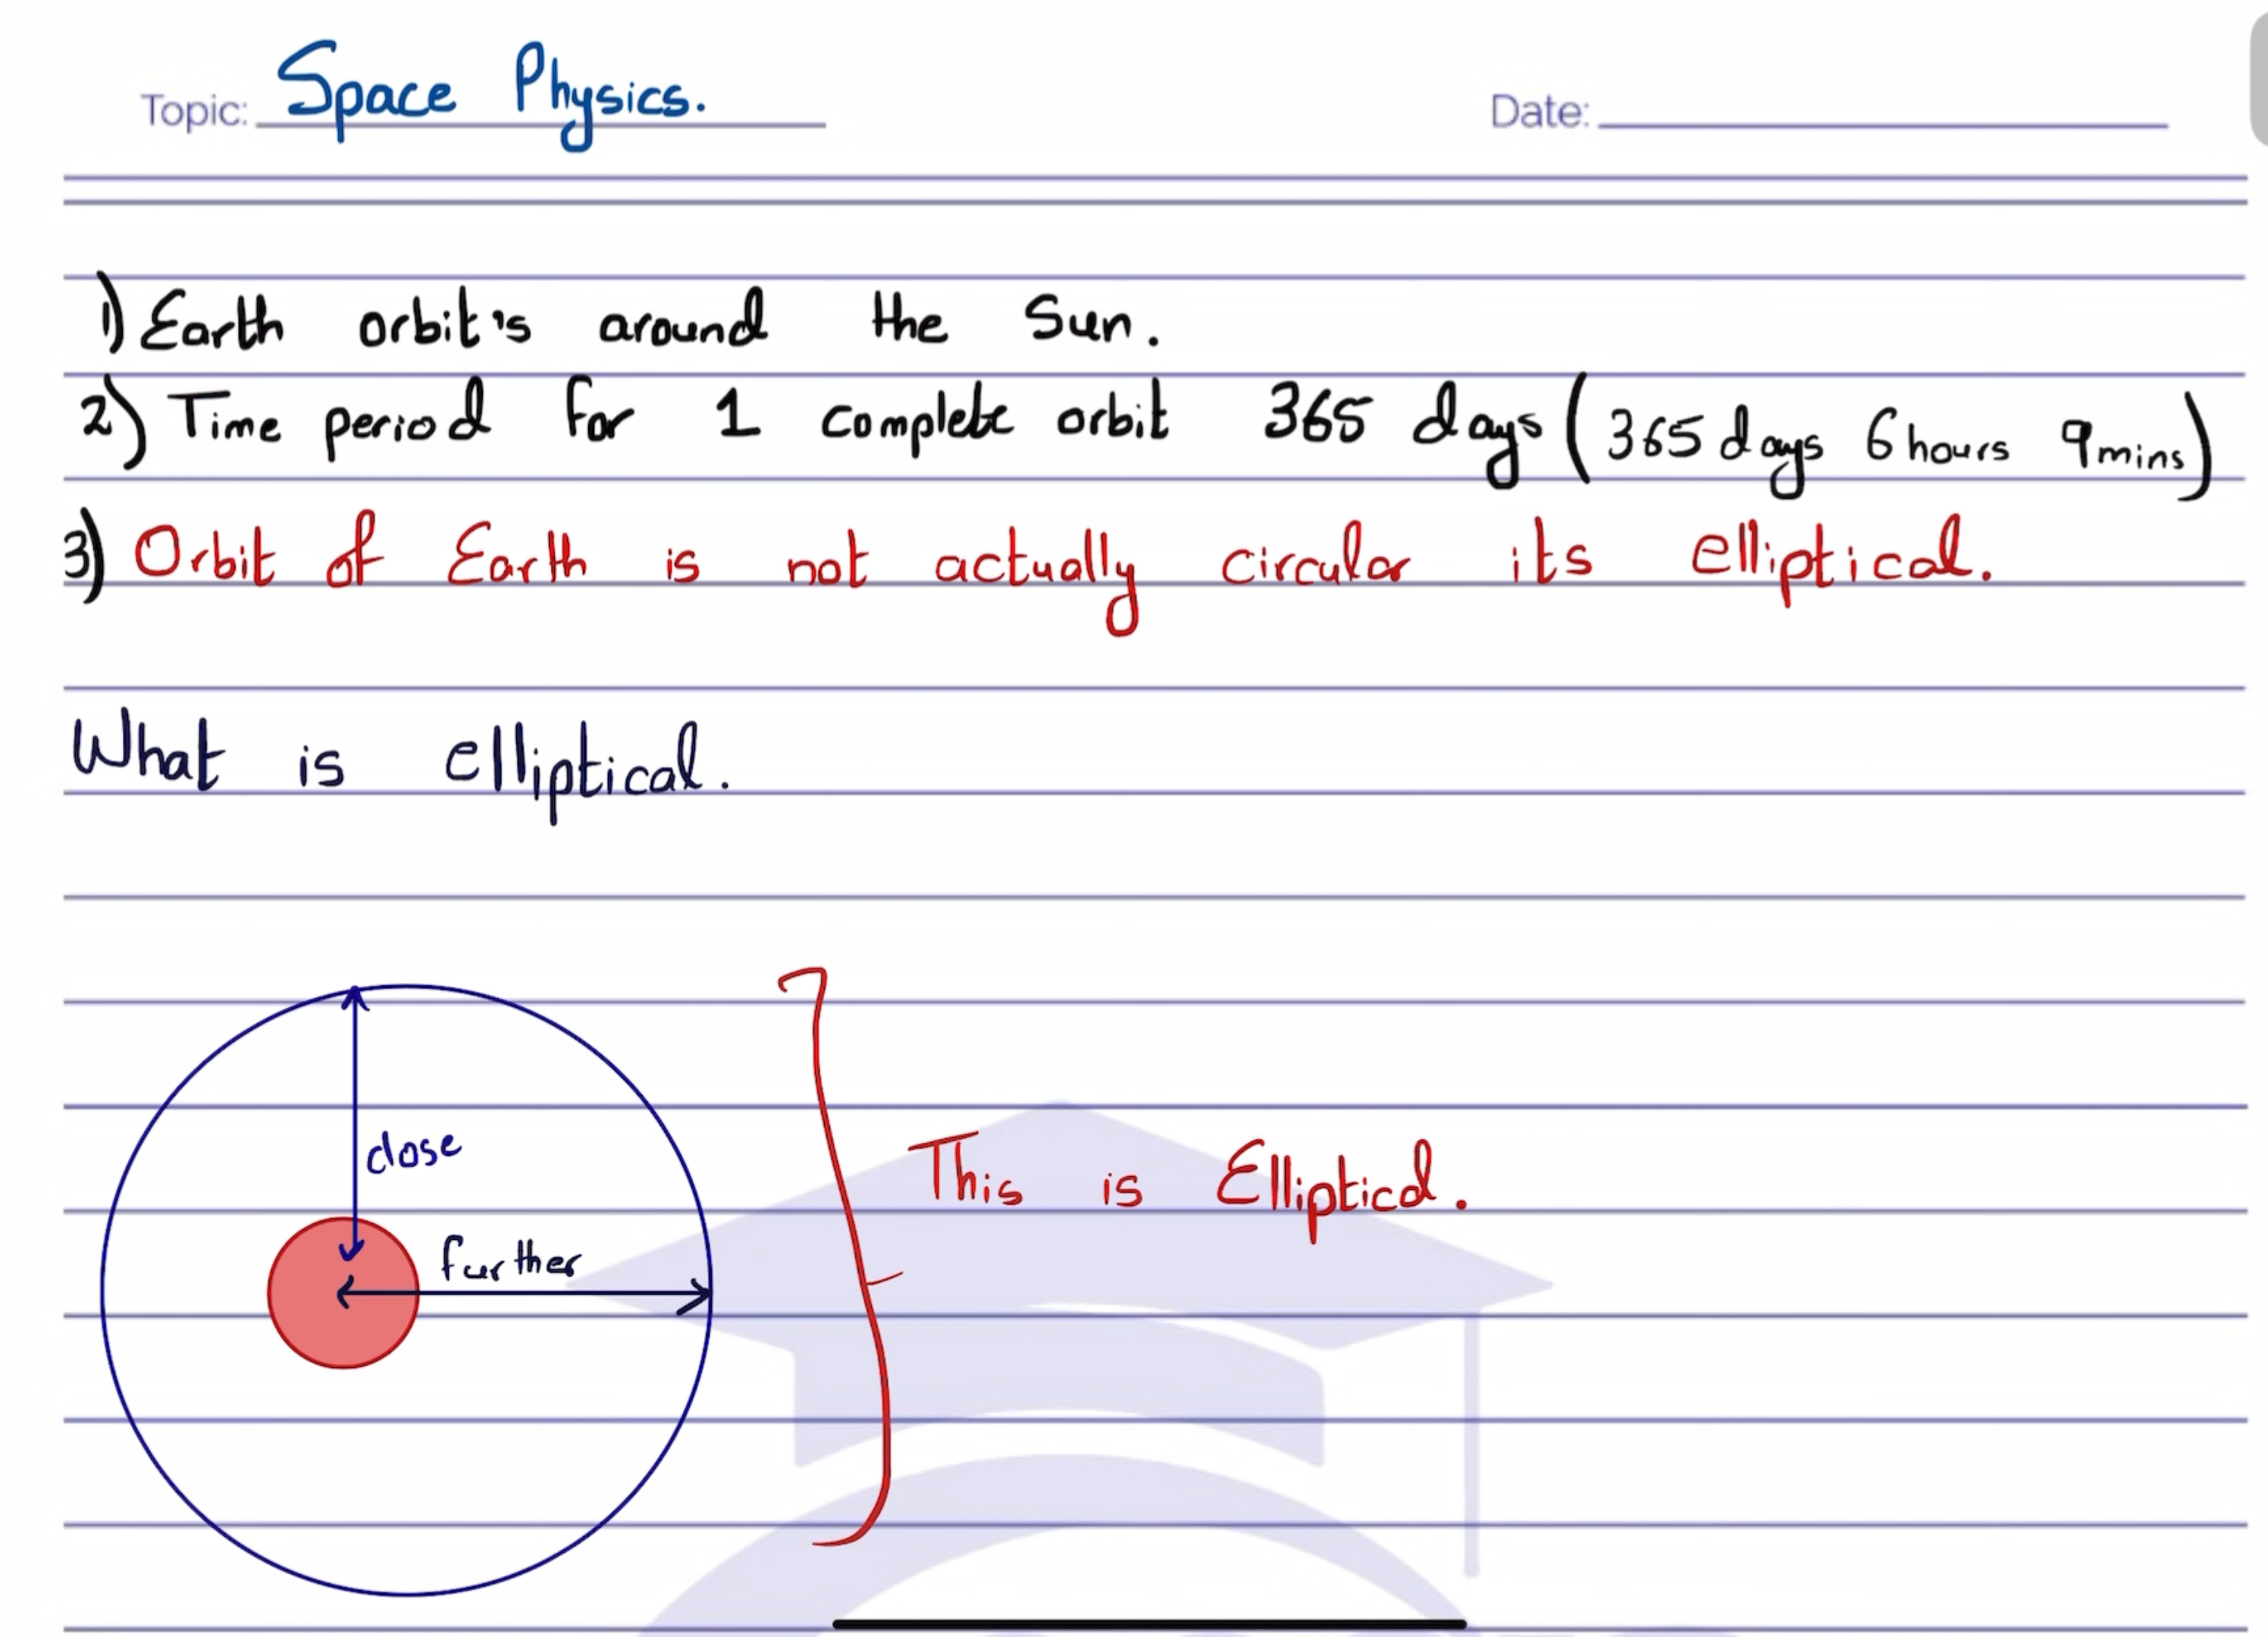 Topic: Space Physics.
Date:
1) Earth orbit's around the Sun.
2) Time period for 1 complete orbit 365 days (365 days 6 hours 9 mins)
3) Orbit of Earth is not actually circular its elliptical.
What is elliptical.
close
further
This is Elliptical.